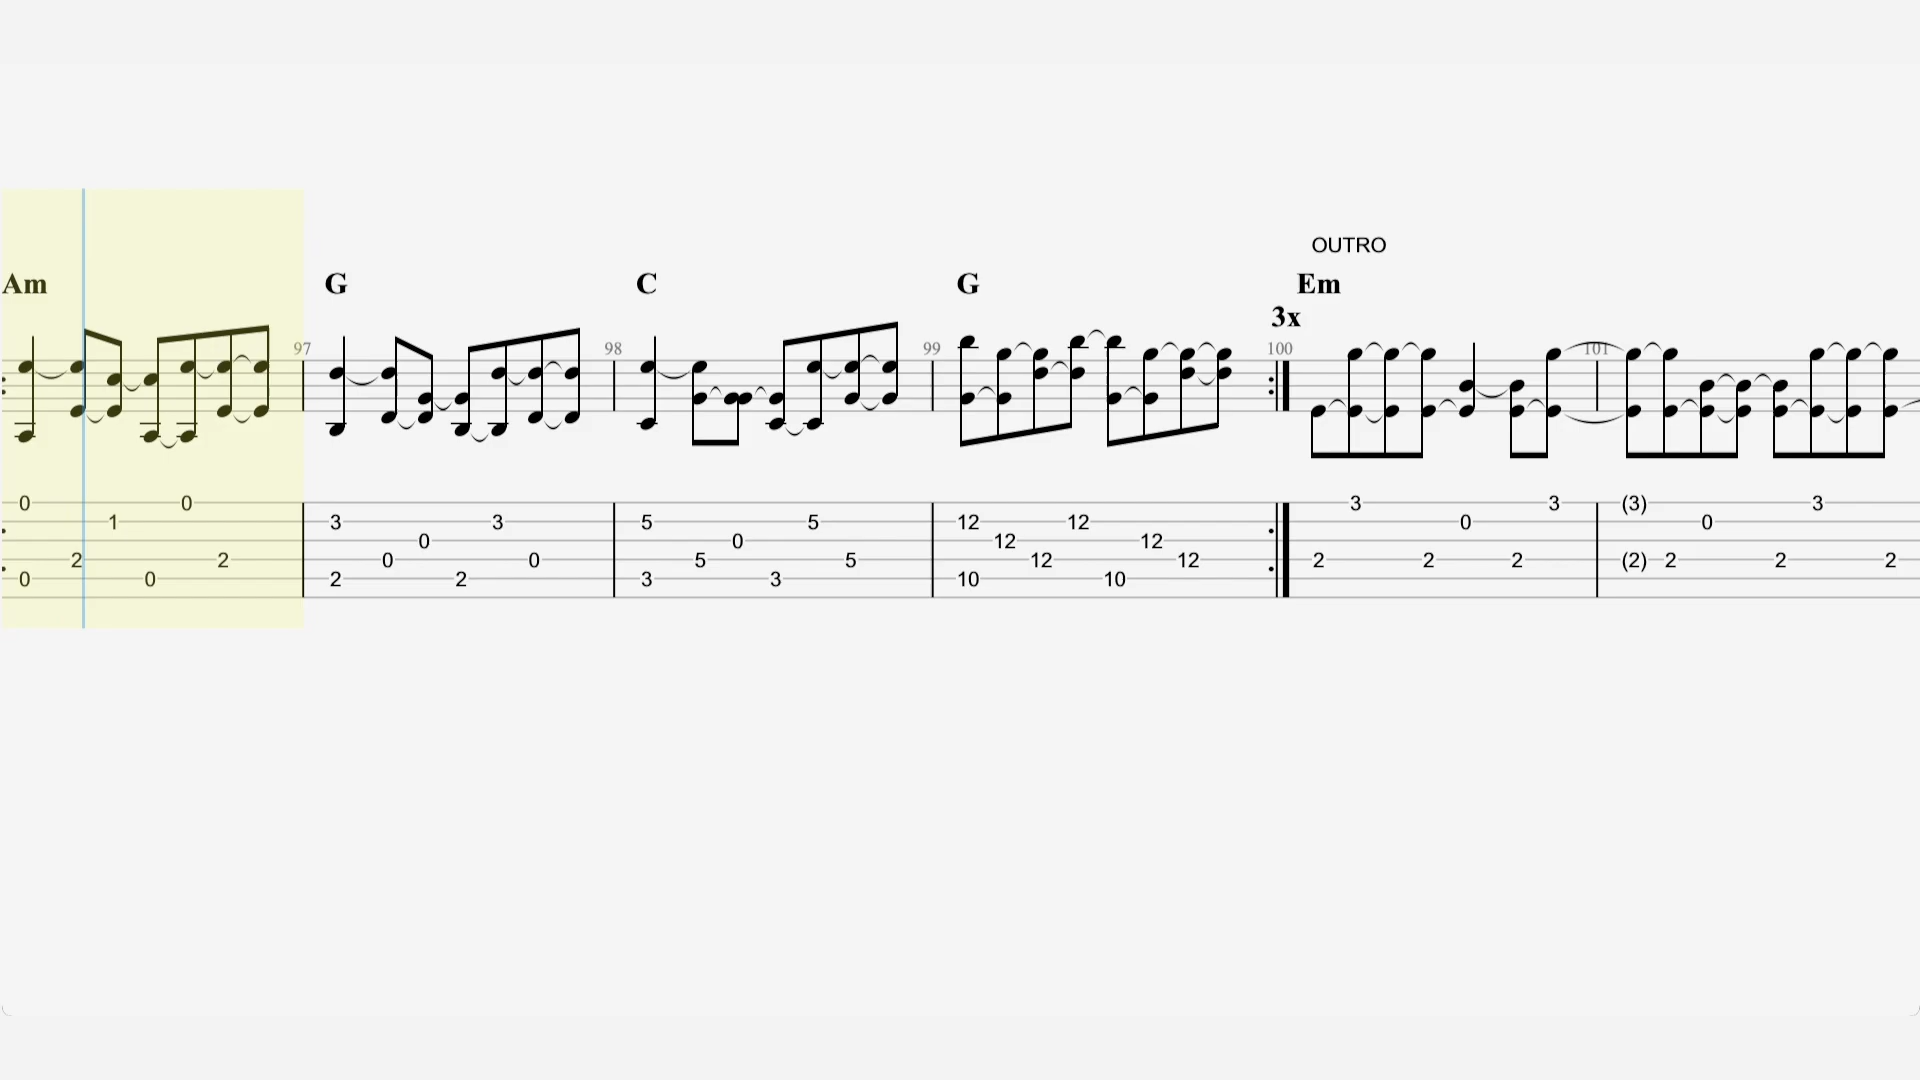 OUTRO
Am G C G Em
3x
97 98 99 100 101
0 0 3 3 (3) 3
1 3 3 5 5 12 12 0 0
0 0 12 12
2 2 0 0 5 5 12 12 2 2 2 (2) 2 2 2
0 0 2 2 3 3 10 10